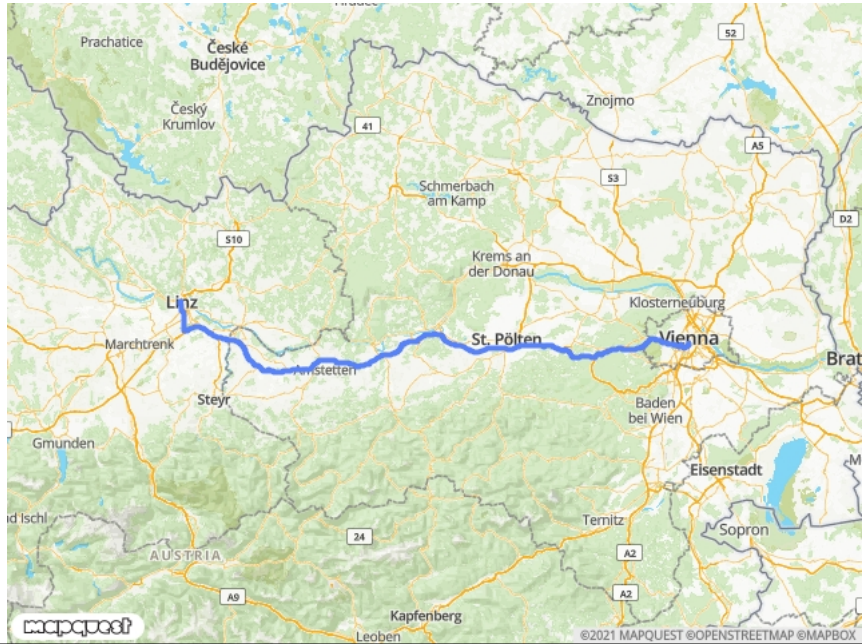 Prachatice
České
Budějovice
52
Český
Krumlov
Znojmo
41
A5
S3
Schmerbach
am Kamp
D2
S10
Krems an
der Donau
Linz
Klosterneuburg
Marchtrenk
St. Pölten
Vienna
Brat
Amstetten
Steyr
Baden
bei Wien
Gmunden
Eisenstadt
d Ischl
Ternitz
Sopron
24
AUSTRIA
A2
A9
A2
Kapfenberg
mapquest
Leoben
©2021 MAPQUEST ©OPENSTREETMAP ©MAPBOX